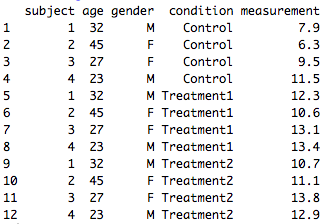 subject age gender condition measurement
1 1 32 M Control 7.9
2 2 45 F Control 6.3
3 3 27 F Control 9.5
4 4 23 M Control 11.5
5 1 32 M Treatment1 12.3
6 2 45 F Treatment1 10.6
7 3 27 F Treatment1 13.1
8 4 23 M Treatment1 13.4
9 1 32 M Treatment2 10.7
10 2 45 F Treatment2 11.1
11 3 27 F Treatment2 13.8
12 4 23 M Treatment2 12.9